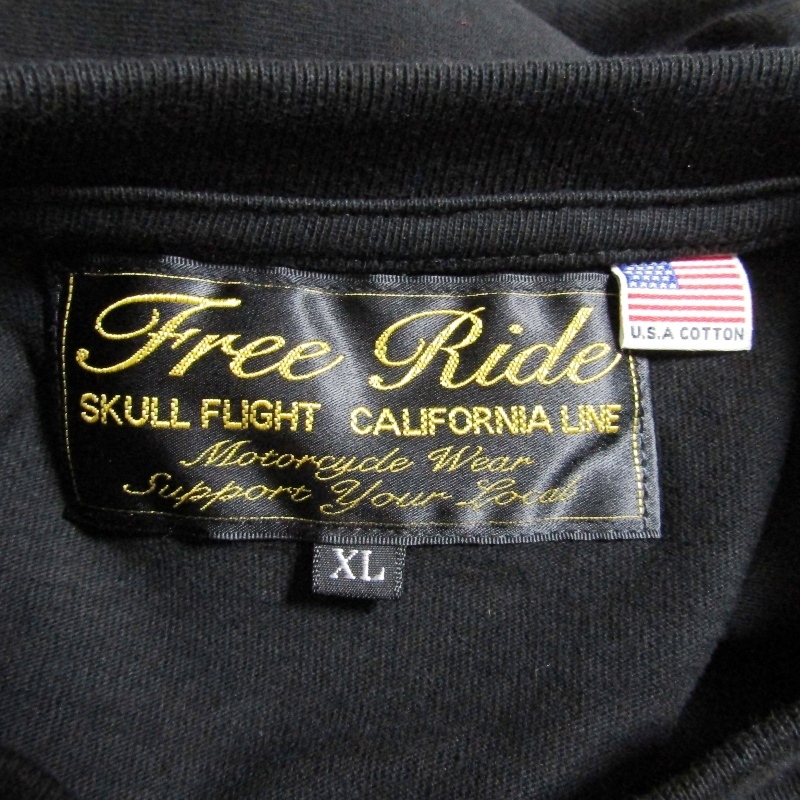 Free Ride
U.S.A COTTON
SKULL FLIGHT CALIFORNIA LINE
Motorcycle Wear
Support Your Local
XL